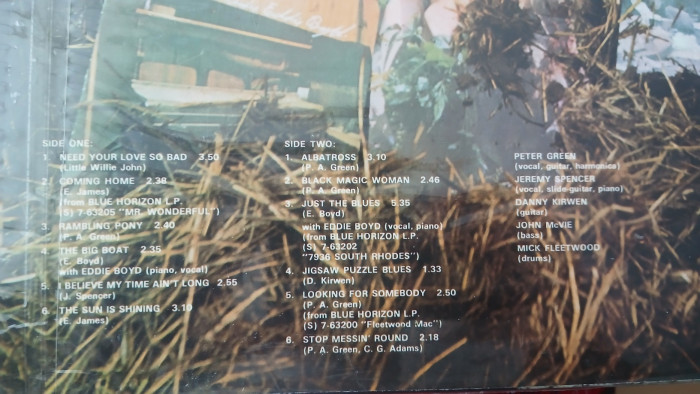 SIDE ONE:
1. NEED YOUR LOVE SO BAD 3.50
(Little Willie John)
2. COMING HOME 2.38
(E. James)
(from BLUE HORIZON L.P.
(S) 7-63205 "MR. WONDERFUL")
3. RAMBLING PONY 2.40
(P. A. Green)
THE BIG BOAT 2.35
(E. Boyd)
with EDDIE BOYD (piano, vocal)
5. I BELIEVE MY TIME AIN'T LONG 2.55
(J. Spencer)
6. THE SUN IS SHINING 3.10
(E. James)
SIDE TWO:
1. ALBATROSS 3.10
(P. A. Green)
2. BLACK MAGIC WOMAN 2.46
(P. A. Green)
3. JUST THE BLUES 5.35
(E. Boyd)
with EDDIE BOYD (vocal, piano)
(from BLUE HORIZON L.P.
(S) 7-63202
"7936 SOUTH RHODES")
4. JIGSAW PUZZLE BLUES 1.33
(D. Kirwen)
5. LOOKING FOR SOMEBODY 2.50
(P. A. Green)
(from BLUE HORIZON L.P.
(S) 7-63200 "Fleetwood Mac")
6. STOP MESSIN' ROUND 2.18
(P. A. Green, C. G. Adams)
PETER GREEN
(vocal, guitar, harmonica)
JEREMY SPENCER
(vocal, slide guitar, piano)
DANNY KIRWEN
(guitar)
JOHN McVIE
(bass)
MICK FLEETWOOD
(drums)